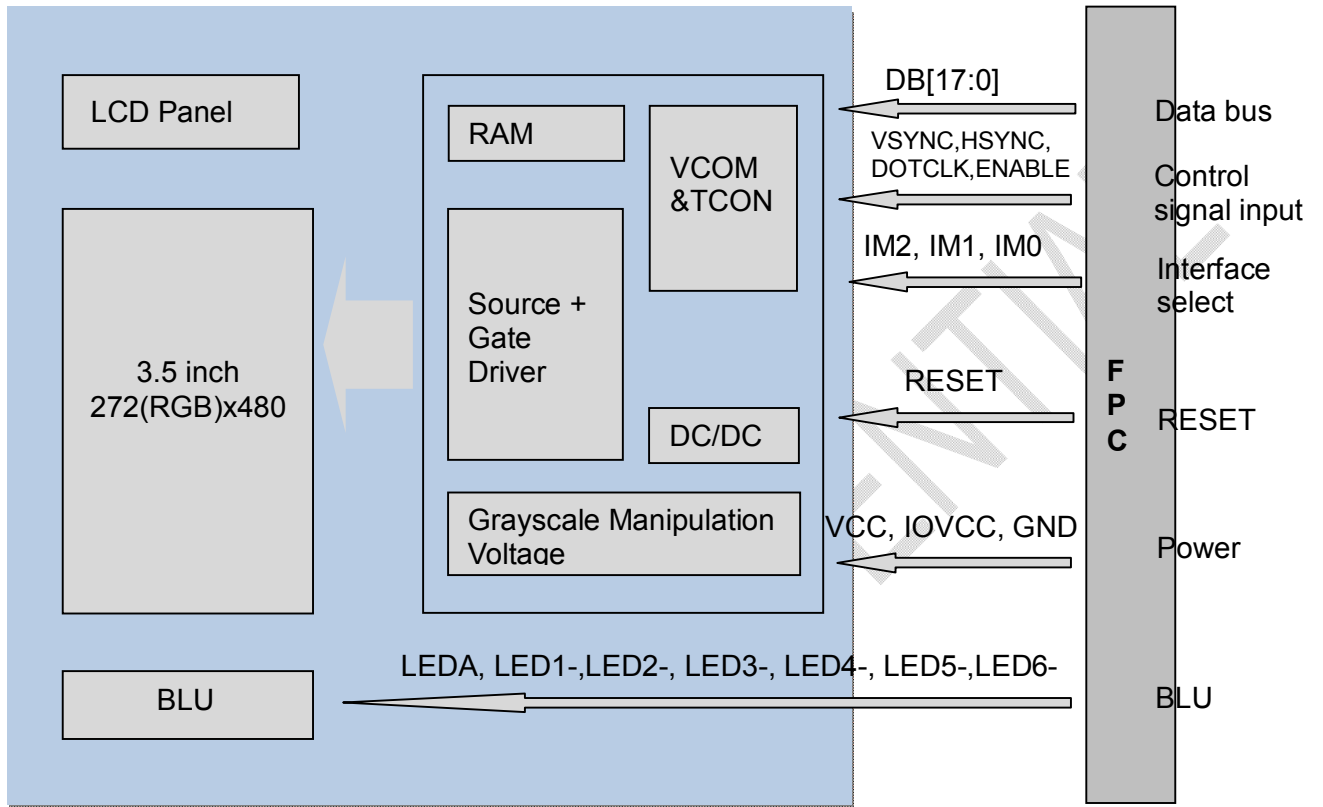 LCD Panel
3.5 inch
272(RGB)x480
BLU
RAM
VCOM
&TCON
Source +
Gate
Driver
DC/DC
Grayscale Manipulation
Voltage
DB[17:0]
VSYNC,HSYNC,
DOTCLK,ENABLE
IM2, IM1, IM0
RESET
VCC, IOVCC, GND
LEDA, LED1-,LED2-, LED3-, LED4-, LED5-,LED6-
F
P
C
Data bus
Control
signal input
Interface
select
RESET
Power
BLU
ENTIAL